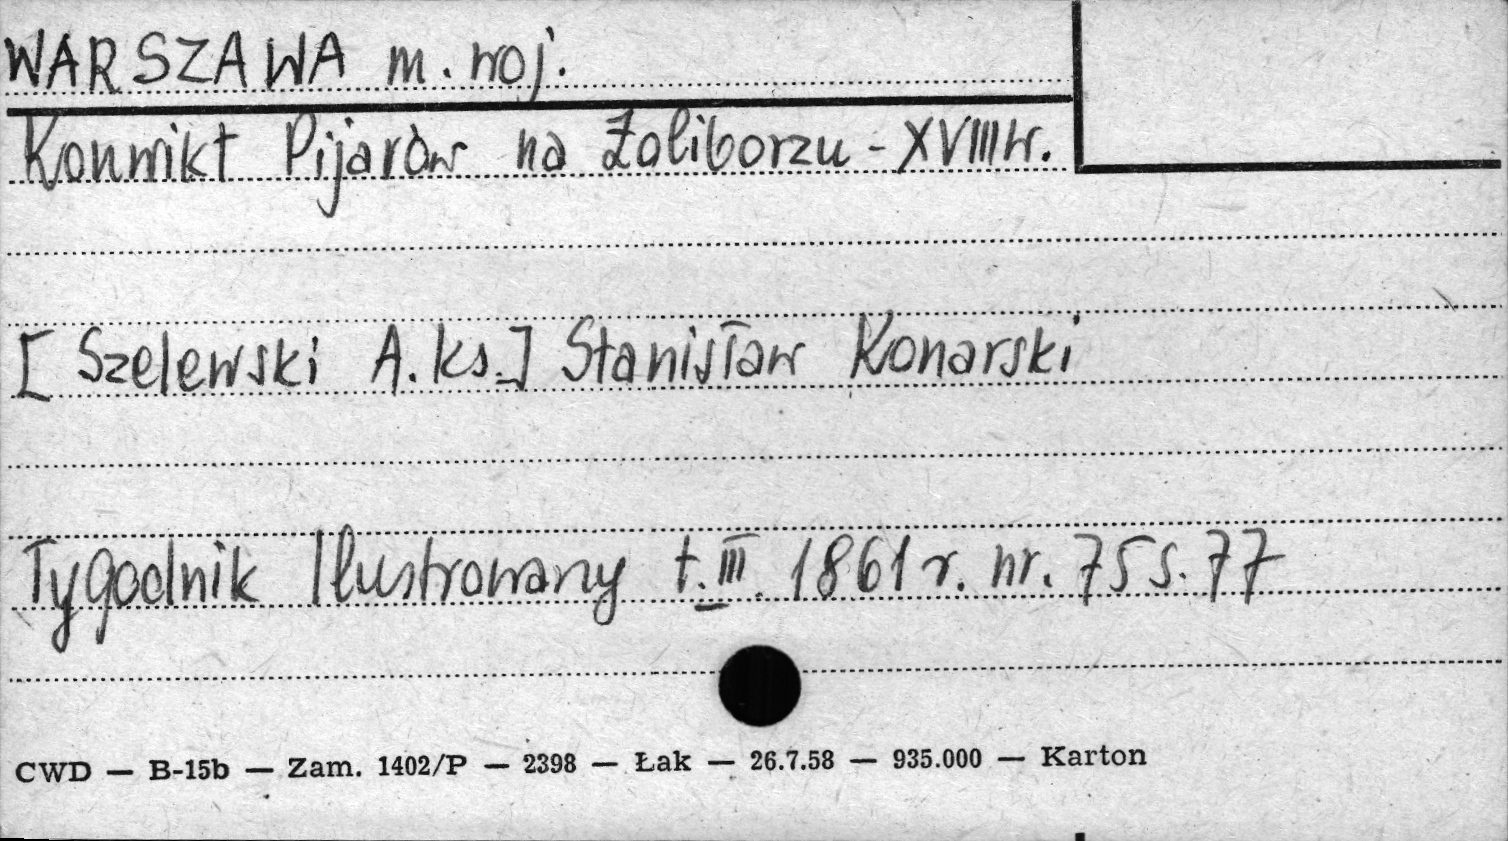 WARSZAWA m. woj.
Konwikt Pijarów na Żoliborzu - XVIII w.
[Szelewski A. ks.] Stanisław Konarski
Tygodnik Ilustrowany t. III. 1861 r. nr. 75 s. 77
CWD — B-15b — Zam. 1402/P — 2398 — Łak — 26.7.58 — 935.000 — Karton